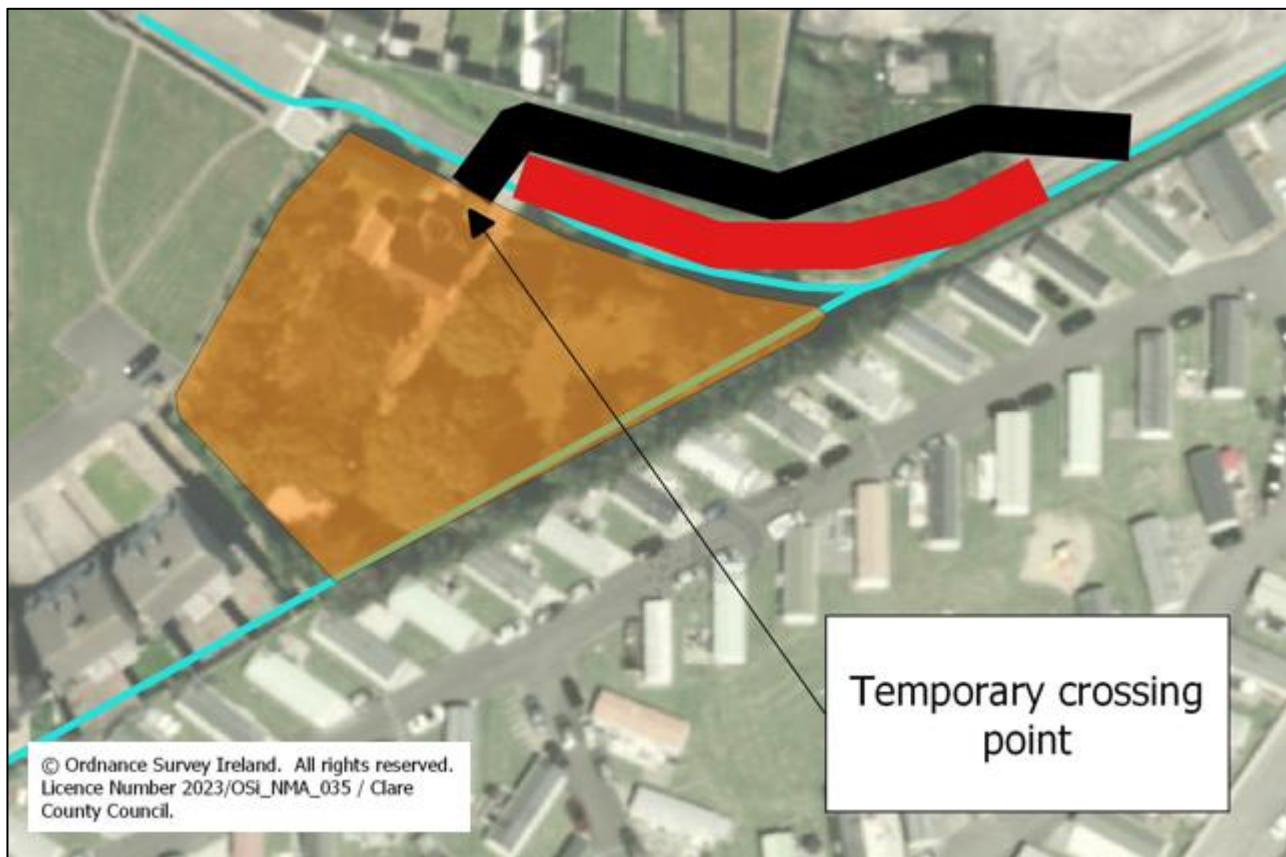 Temporary crossing
point
© Ordnance Survey Ireland. All rights reserved.
Licence Number 2023/OSi_NMA_035 / Clare
County Council.